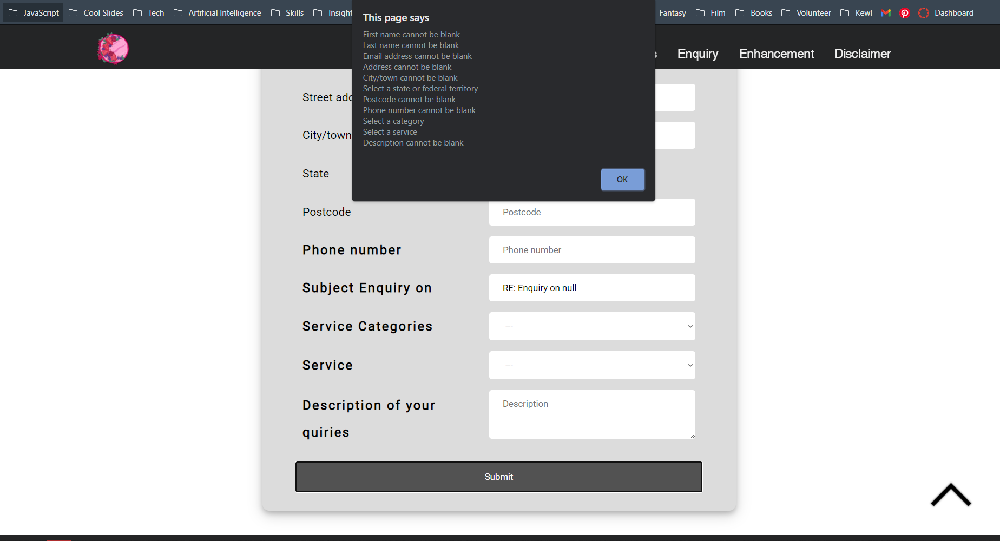 JavaScript Cool Slides Tech Artificial Intelligence Skills Fantasy Film Books Volunteer Kewl Dashboard
This page says
First name cannot be blank
Last name cannot be blank
Email address cannot be blank
Address cannot be blank
City/town cannot be blank
Select a state or federal territory
Postcode cannot be blank
Phone number cannot be blank
Select a category
Select a service
Description cannot be blank
OK
Enquiry Enhancement Disclaimer
Street
City/town
State
Postcode Postcode
Phone number Phone number
Subject Enquiry on RE: Enquiry on null
Service Categories ---
Service ---
Description of your Description
quiries
Submit